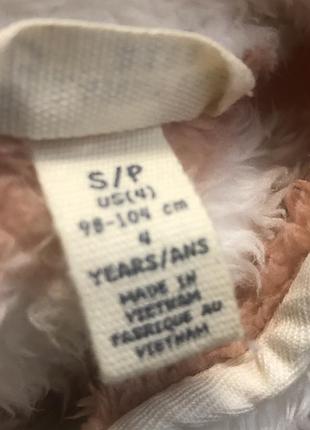 S/P
US(4)
98-104 cm
4
YEARS/ANS
MADE IN
VIETNAM
FABRIQUE AU
VIETNAM